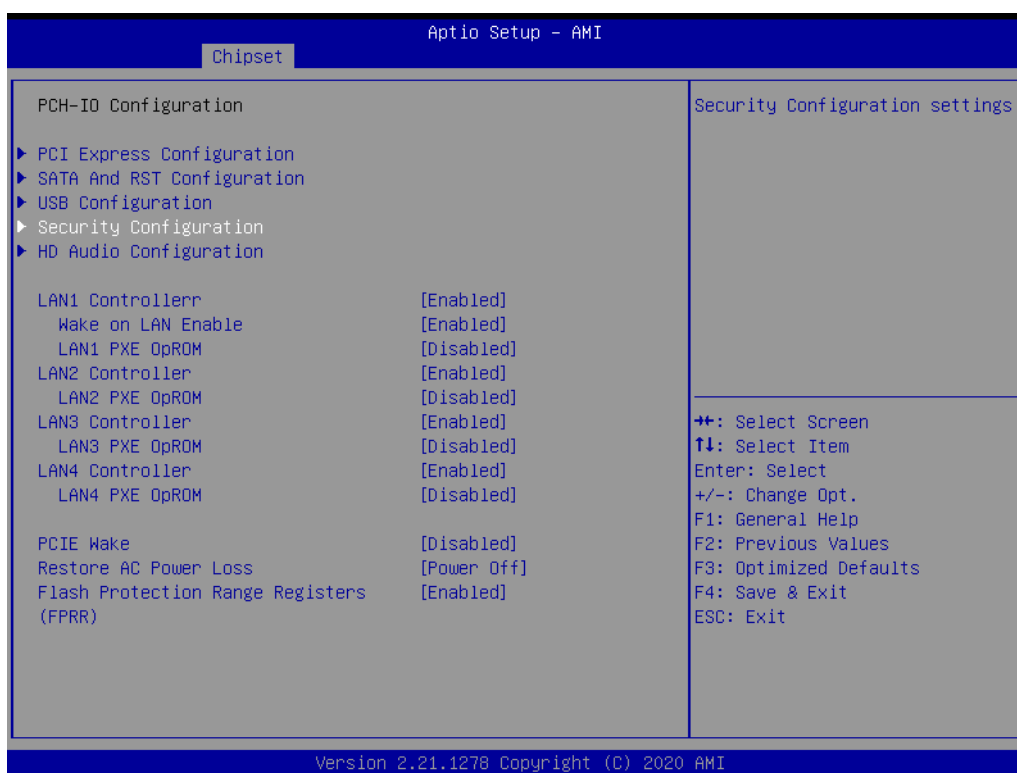 Aptio Setup – AMI
Chipset
PCH-IO Configuration
Security Configuration settings
▶ PCI Express Configuration
▶ SATA And RST Configuration
▶ USB Configuration
▶ Security Configuration
▶ HD Audio Configuration
LAN1 Controllerr [Enabled]
Wake on LAN Enable [Enabled]
LAN1 PXE OpROM [Disabled]
LAN2 Controller [Enabled]
LAN2 PXE OpROM [Disabled]
LAN3 Controller [Enabled]
LAN3 PXE OpROM [Disabled]
LAN4 Controller [Enabled]
LAN4 PXE OpROM [Disabled]
PCIE Wake [Disabled]
Restore AC Power Loss [Power Off]
Flash Protection Range Registers [Enabled]
(FPRR)
→←: Select Screen
↑↓: Select Item
Enter: Select
+/-: Change Opt.
F1: General Help
F2: Previous Values
F3: Optimized Defaults
F4: Save & Exit
ESC: Exit
Version 2.21.1278 Copyright (C) 2020 AMI